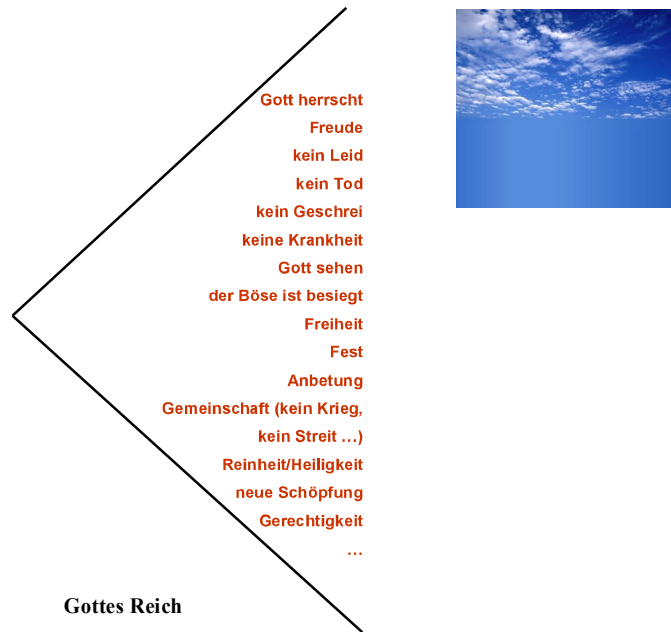 Gott herrscht
Freude
kein Leid
kein Tod
kein Geschrei
keine Krankheit
Gott sehen
der Böse ist besiegt
Freiheit
Fest
Anbetung
Gemeinschaft (kein Krieg,
kein Streit …)
Reinheit/Heiligkeit
neue Schöpfung
Gerechtigkeit
…
Gottes Reich